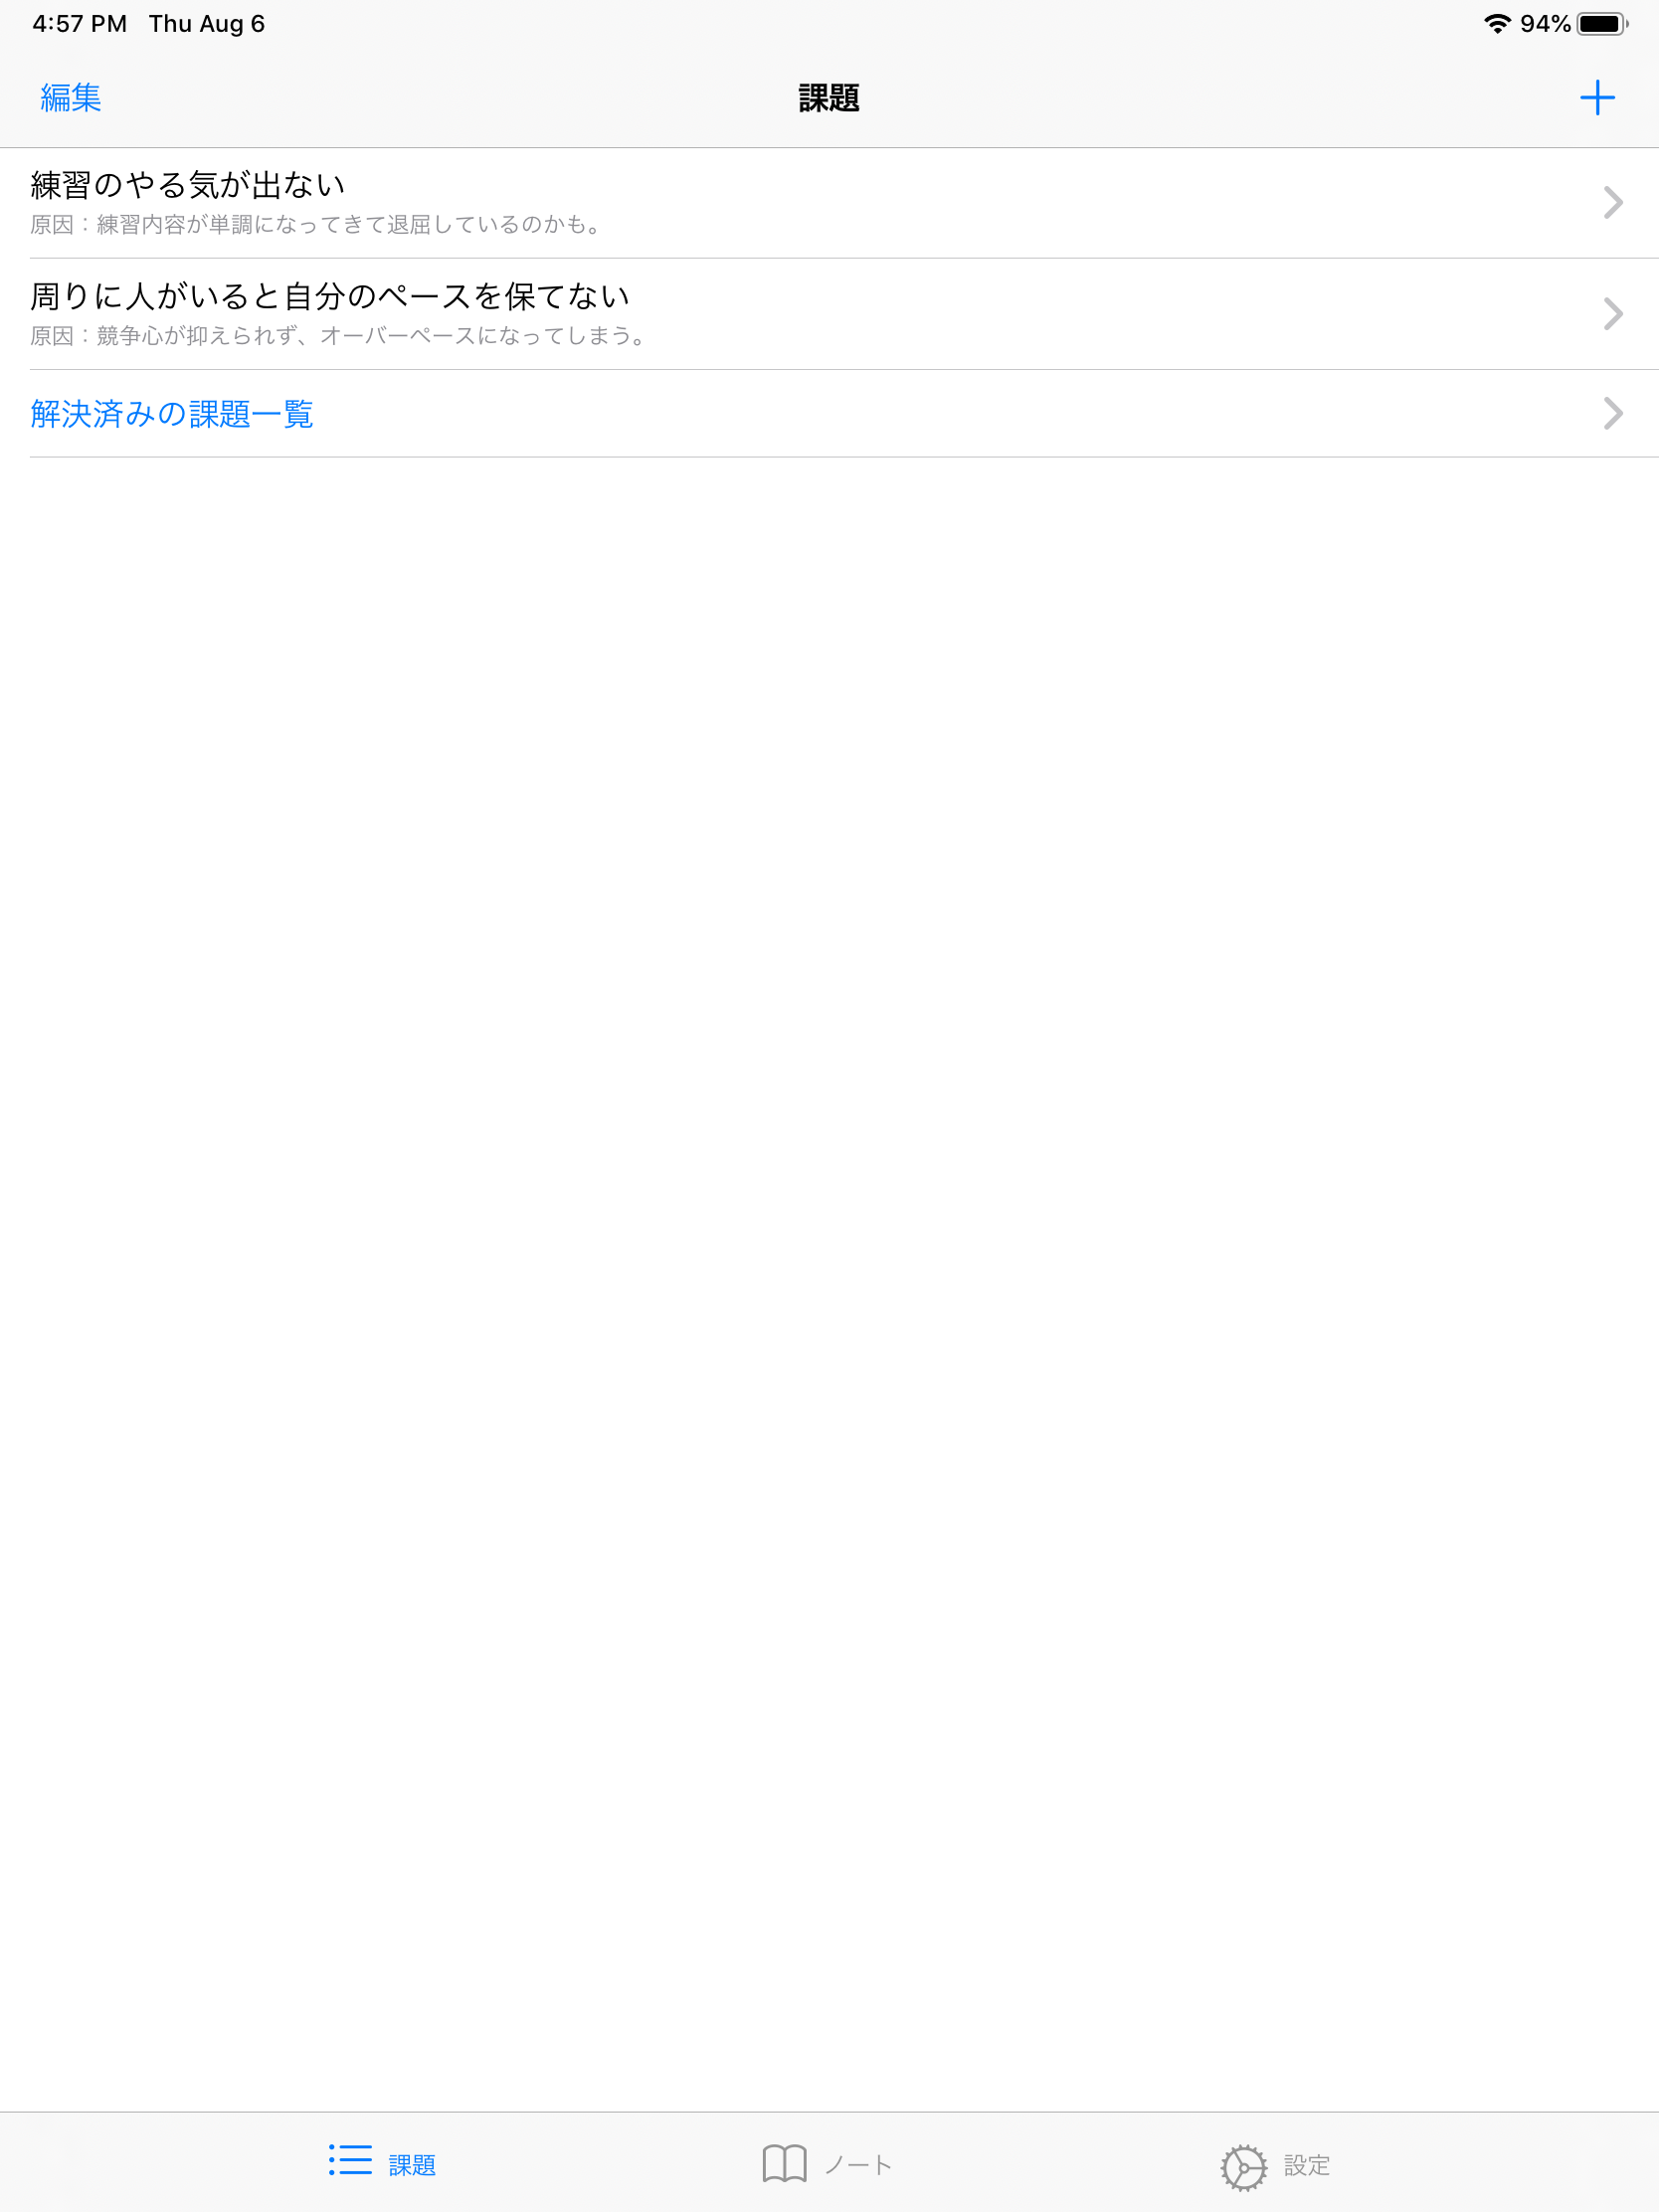 4:57 PM Thu Aug 6 94%
編集 課題
練習のやる気が出ない
原因：練習内容が単調になってきて退屈しているのかも。
周りに人がいると自分のペースを保てない
原因：競争心が抑えられず、オーバーペースになってしまう。
解決済みの課題一覧
課題 ノート 設定